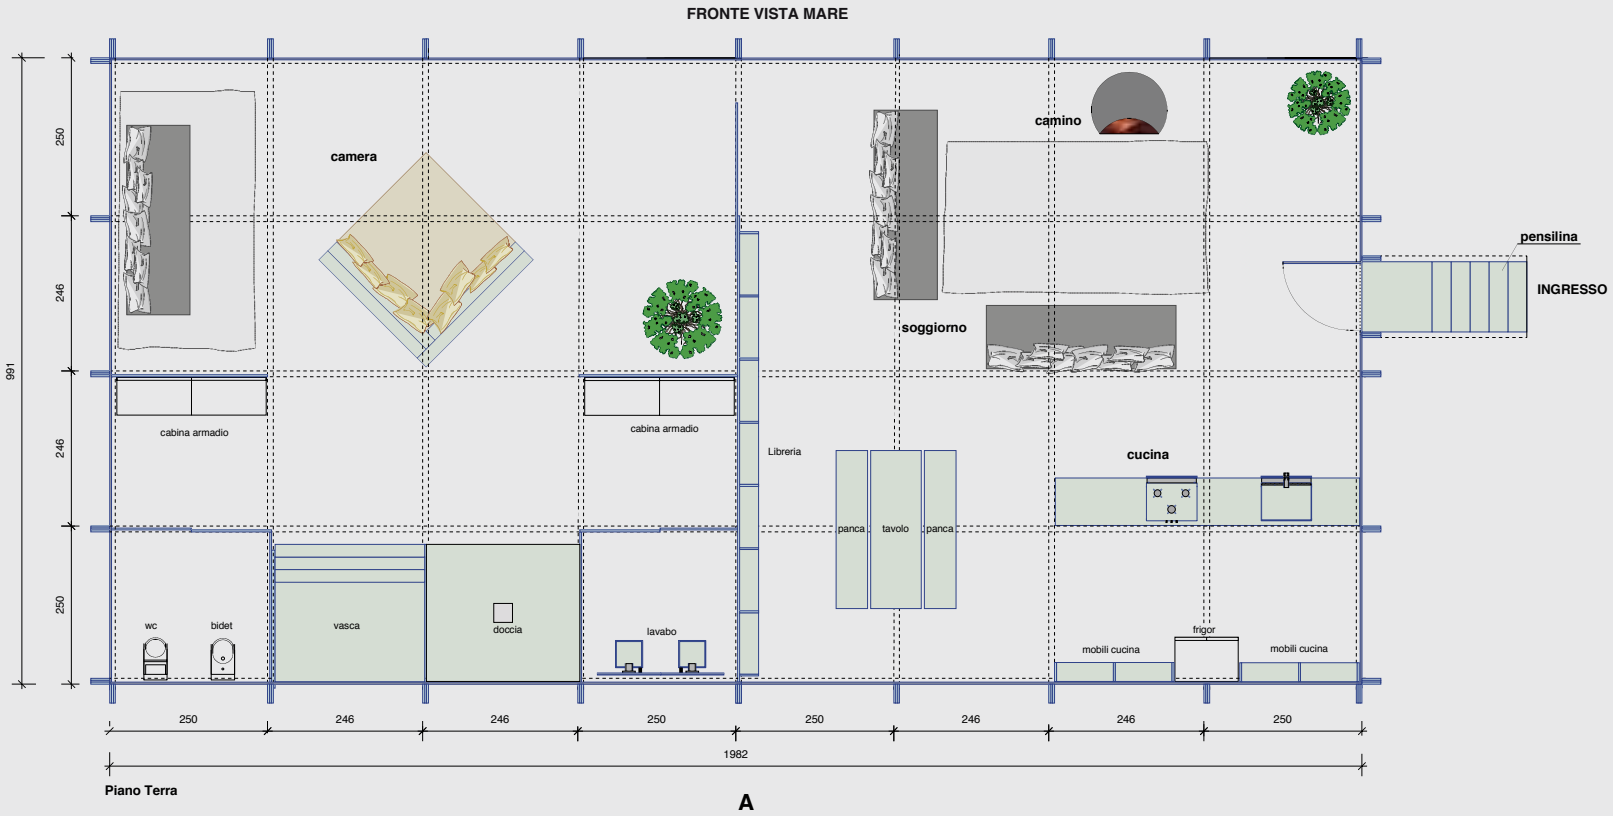 FRONTE VISTA MARE
camino
camera
250
pensilina
246
INGRESSO
soggiorno
991
cabina armadio
cabina armadio
246
Libreria
cucina
panca
tavolo
panca
250
wc
bidet
vasca
doccia
lavabo
frigor
mobili cucina
mobili cucina
250
246
246
250
250
246
246
250
1982
Piano Terra
A